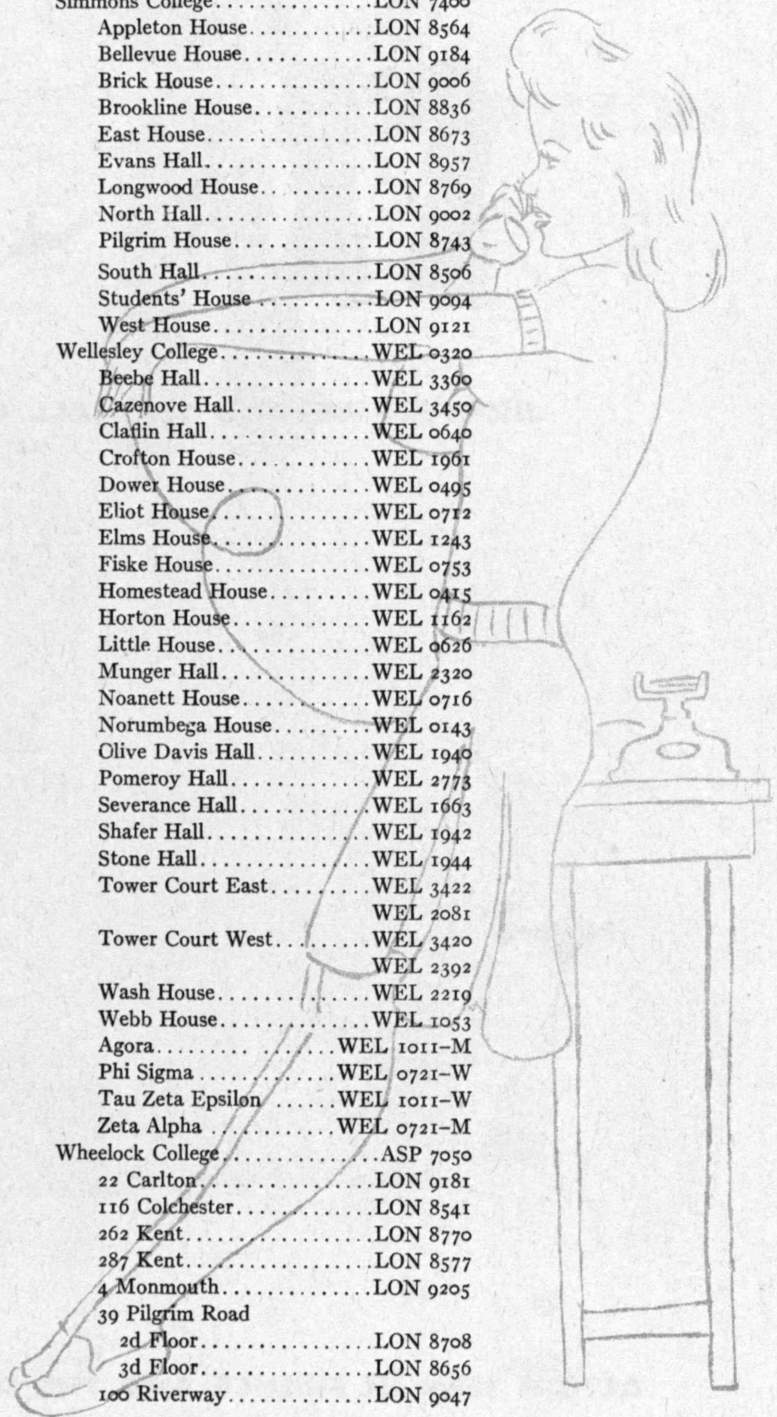 Simmons College................LON 7400
Appleton House.............LON 8564
Bellevue House.............LON 9184
Brick House................LON 9006
Brookline House............LON 8836
East House.................LON 8673
Evans Hall.................LON 8957
Longwood House............LON 8769
North Hall.................LON 9002
Pilgrim House..............LON 8743
South Hall.................LON 8506
Students' House............LON 9094
West House................LON 9121
Wellesley College...............WEL 0320
Beebe Hall.................WEL 3360
Cazenove Hall..............WEL 3450
Claflin Hall................WEL 0640
Crofton House..............WEL 1961
Dower House...............WEL 0495
Eliot House................WEL 0712
Elms House................WEL 1243
Fiske House................WEL 0753
Homestead House..........WEL 0415
Horton House..............WEL 1162
Little House...............WEL 0626
Munger Hall...............WEL 2320
Noanett House.............WEL 0716
Norumbega House..........WEL 0143
Olive Davis Hall............WEL 1940
Pomeroy Hall..............WEL 2773
Severance Hall.............WEL 1663
Shafer Hall................WEL 1942
Stone Hall.................WEL 1944
Tower Court East..........WEL 3422
WEL 2081
Tower Court West..........WEL 3420
WEL 2392
Wash House...............WEL 2219
Webb House...............WEL 1053
Agora..................WEL 1011–M
Phi Sigma..............WEL 0721–W
Tau Zeta Epsilon ......WEL 1011–W
Zeta Alpha ............WEL 0721–M
Wheelock College................ASP 7050
22 Carlton.................LON 9181
116 Colchester.............LON 8541
262 Kent..................LON 8770
287 Kent..................LON 8577
4 Monmouth...............LON 9205
39 Pilgrim Road
2d Floor................LON 8708
3d Floor................LON 8656
100 Riverway..............LON 9047